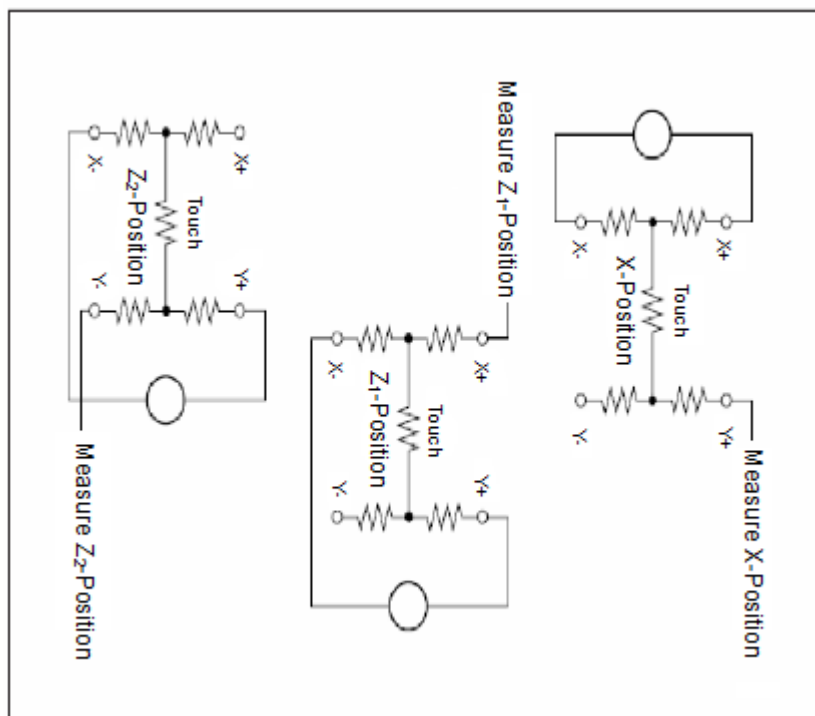 Measure X-Position
X+
Y+
Touch
X-Position
X-
Y-
Measure Z₁-Position
X+
Y+
Touch
Z₁-Position
X-
Y-
X+
Y+
Touch
Z₂-Position
X-
Y-
Measure Z₂-Position